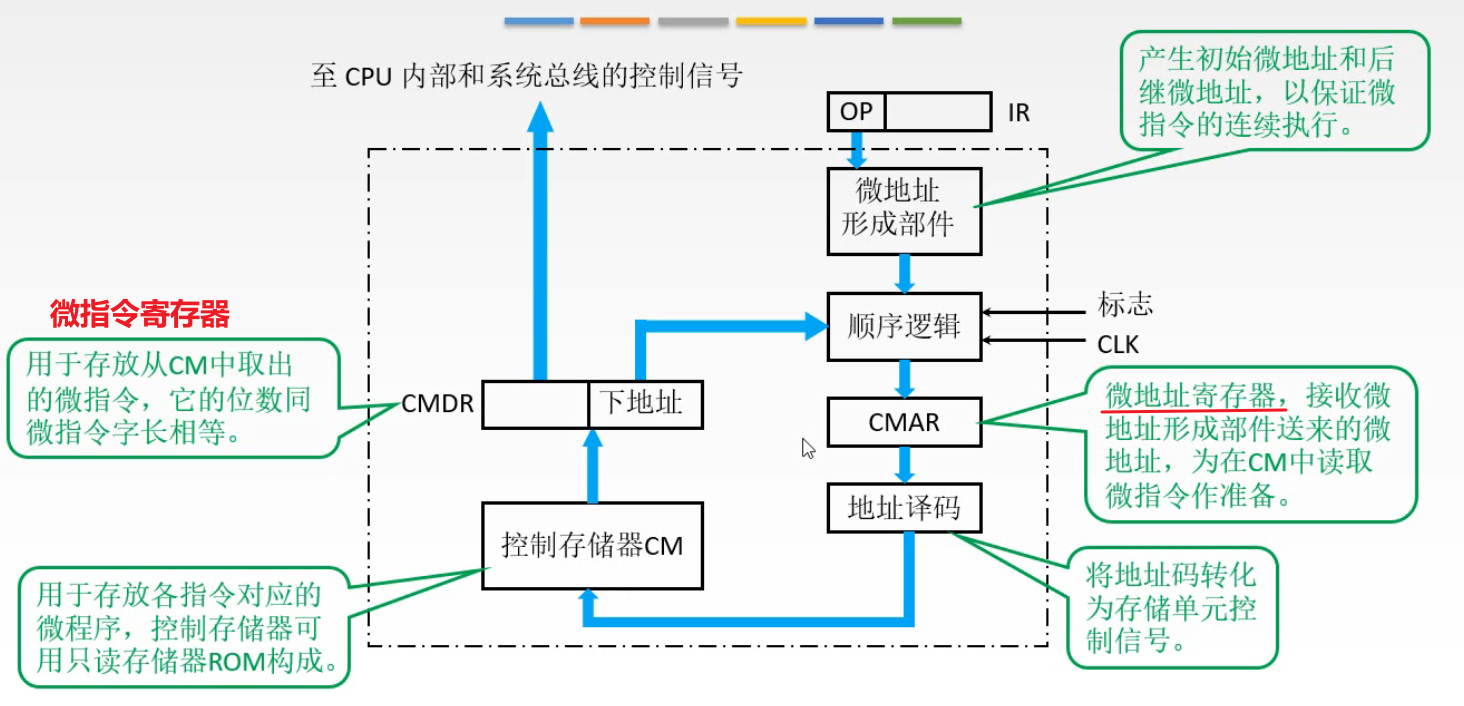 至 CPU 内部和系统总线的控制信号
OP
IR
产生初始微地址和后
继微地址，以保证微
指令的连续执行。
微地址
形成部件
微指令寄存器
用于存放从CM中取出
的微指令，它的位数同
微指令字长相等。
CMDR
下地址
顺序逻辑
标志
CLK
CMAR
微地址寄存器，接收微
地址形成部件送来的微
地址，为在CM中读取
微指令作准备。
地址译码
控制存储器CM
用于存放各指令对应的
微程序，控制存储器可
用只读存储器ROM构成。
将地址码转化
为存储单元控
制信号。